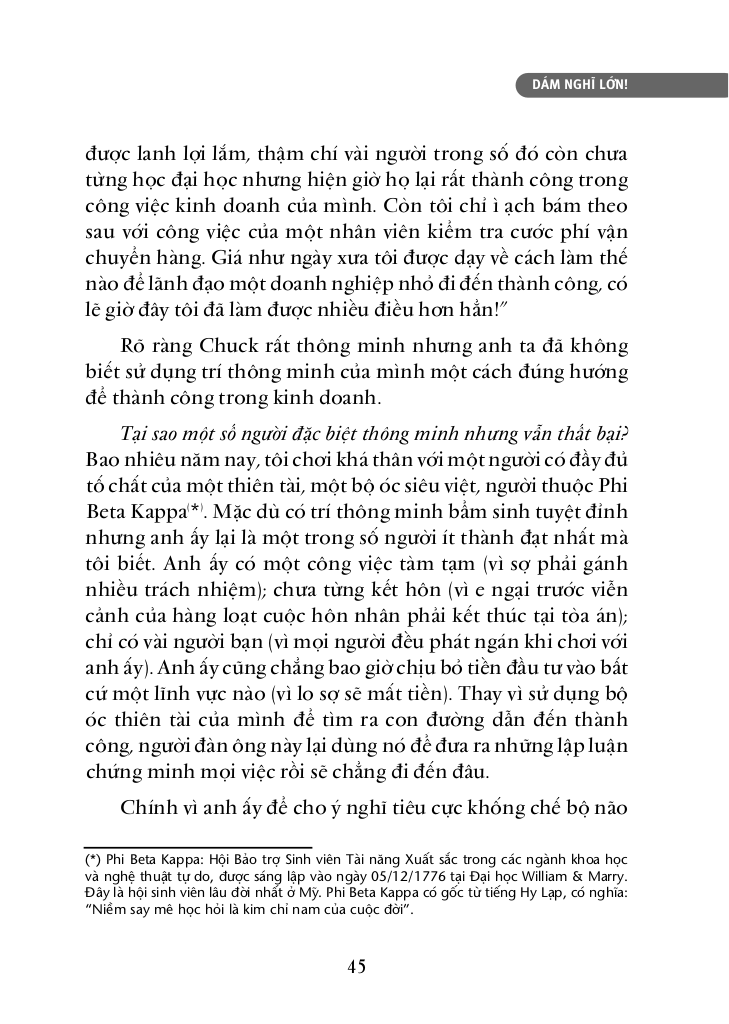 DÁM NGHĨ LỚN!
được lanh lợi lắm, thậm chí vài người trong số đó còn chưa
từng học đại học nhưng hiện giờ họ lại rất thành công trong
công việc kinh doanh của mình. Còn tôi chỉ ì ạch bám theo
sau với công việc của một nhân viên kiểm tra cước phí vận
chuyển hàng. Giá như ngày xưa tôi được dạy về cách làm thế
nào để lãnh đạo một doanh nghiệp nhỏ đi đến thành công, có
lẽ giờ đây tôi đã làm được nhiều điều hơn hẳn!”
Rõ ràng Chuck rất thông minh nhưng anh ta đã không
biết sử dụng trí thông minh của mình một cách đúng hướng
để thành công trong kinh doanh.
Tại sao một số người đặc biệt thông minh nhưng vẫn thất bại?
Bao nhiêu năm nay, tôi chơi khá thân với một người có đầy đủ
tố chất của một thiên tài, một bộ óc siêu việt, người thuộc Phi
Beta Kappa(*). Mặc dù có trí thông minh bẩm sinh tuyệt đỉnh
nhưng anh ấy lại là một trong số người ít thành đạt nhất mà
tôi biết. Anh ấy có một công việc tàm tạm (vì sợ phải gánh
nhiều trách nhiệm); chưa từng kết hôn (vì e ngại trước viễn
cảnh của hàng loạt cuộc hôn nhân phải kết thúc tại tòa án);
chỉ có vài người bạn (vì mọi người đều phát ngán khi chơi với
anh ấy). Anh ấy cũng chẳng bao giờ chịu bỏ tiền đầu tư vào bất
cứ một lĩnh vực nào (vì lo sợ sẽ mất tiền). Thay vì sử dụng bộ
óc thiên tài của mình để tìm ra con đường dẫn đến thành
công, người đàn ông này lại dùng nó để đưa ra những lập luận
chứng minh mọi việc rồi sẽ chẳng đi đến đâu.
Chính vì anh ấy để cho ý nghĩ tiêu cực khống chế bộ não
(*) Phi Beta Kappa: Hội Bảo trợ Sinh viên Tài năng Xuất sắc trong các ngành khoa học
và nghệ thuật tự do, được sáng lập vào ngày 05/12/1776 tại Đại học William & Marry.
Đây là hội sinh viên lâu đời nhất ở Mỹ. Phi Beta Kappa có gốc từ tiếng Hy Lạp, có nghĩa:
“Niềm say mê học hỏi là kim chỉ nam của cuộc đời”.
45